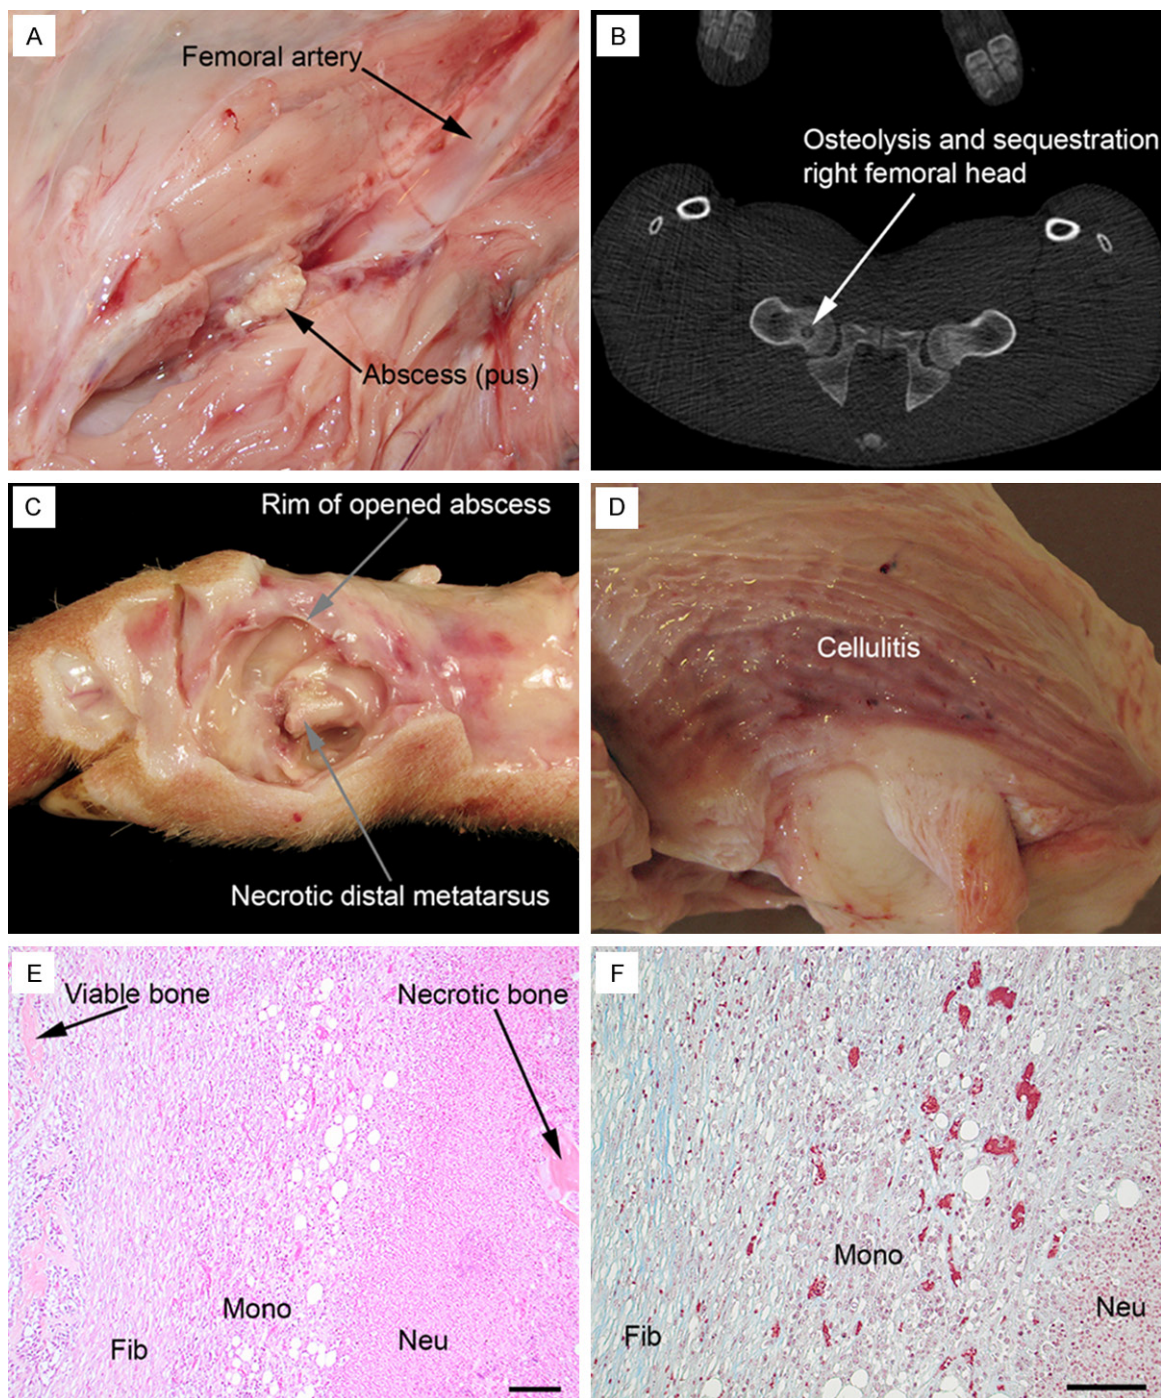 A
Femoral artery
Abscess (pus)
B
Osteolysis and sequestration
right femoral head
C
Rim of opened abscess
Necrotic distal metatarsus
D
Cellulitis
E
Viable bone
Necrotic bone
Mono
Fib
Neu
F
Mono
Neu
Fib